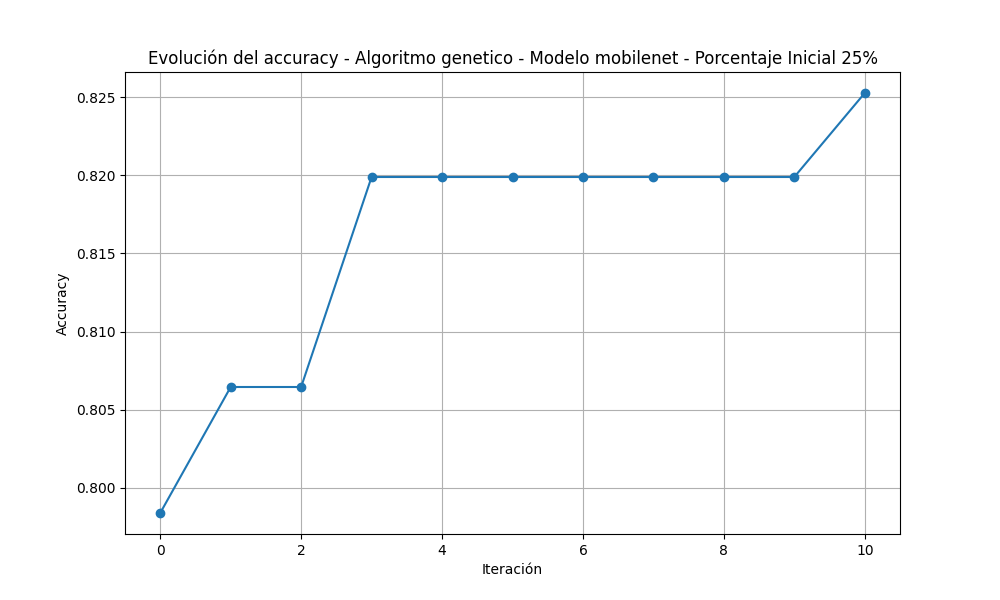 Evolución del accuracy - Algoritmo genetico - Modelo mobilenet - Porcentaje Inicial 25%
0.825
0.820
0.815
0.810
0.805
0.800
Accuracy
0 2 4 6 8 10
Iteración